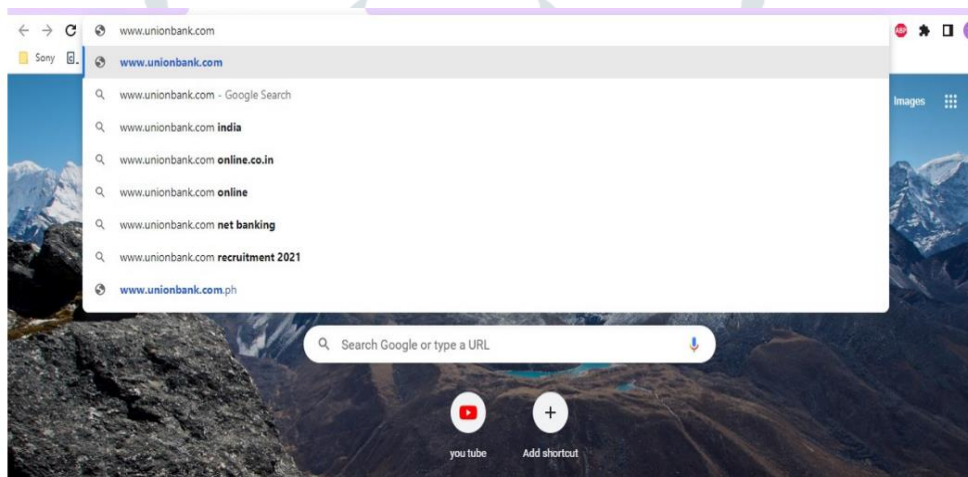 www.unionbank.com
ABP
Sony
www.unionbank.com
www.unionbank.com - Google Search
Images
www.unionbank.com india
www.unionbank.com online.co.in
www.unionbank.com online
www.unionbank.com net banking
www.unionbank.com recruitment 2021
www.unionbank.com.ph
Search Google or type a URL
you tube
Add shortcut